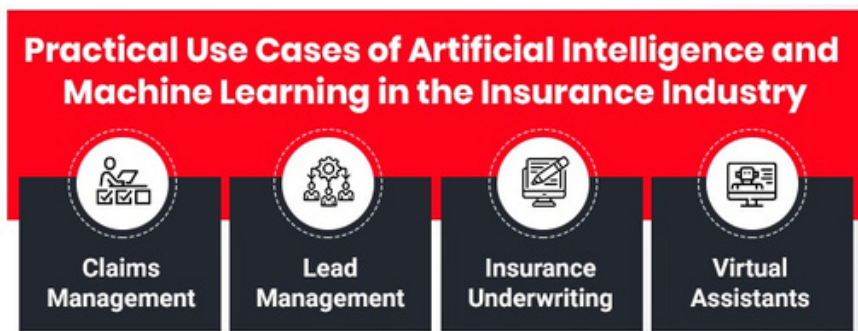 Practical Use Cases of Artificial Intelligence and
Machine Learning in the Insurance Industry
Claims
Management
Lead
Management
Insurance
Underwriting
Virtual
Assistants